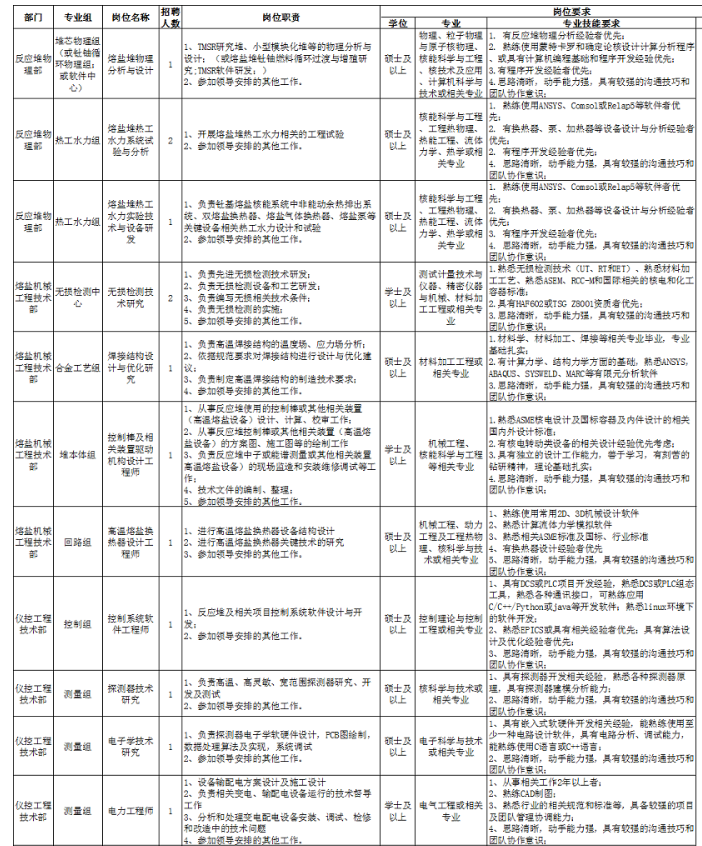 部门 专业组 岗位名称 招聘人数 岗位职责 岗位要求
学位 专业 专业技能要求
反应堆物理部
堆芯物理组（或钍铀循环物理组；或软件中心）
熔盐堆物理分析与设计
1
1、TMSR研究堆、小型模块化堆等的物理分析与
设计；（或熔盐堆钍铀燃料循环过渡与增殖研
究;TMSR软件开发；）
2、参加领导安排的其他工作。
硕士及以上
物理、粒子物理
与原子核物理、
核能科学与工程
、核技术及应用
、计算机科学与
技术或相关专业
1. 有反应堆物理分析经验者优先；
2. 熟练使用蒙特卡罗和确定论核设计计算分析程序
、或具有计算机编程基础和程序开发经验优先；
3.有程序开发经验者优先；
4.思路清晰，动手能力强，具有较强的沟通技巧和
团队协作意识；
反应堆物理部
热工水力组
熔盐堆热工水力系统试验与分析
2
1、开展熔盐堆热工水力相关的工程试验
2、参加领导安排的其他工作。
硕士及以上
核能科学与工程
、工程热物理、
热能工程、流体
力学、热学或相
关专业
1. 熟练使用ANSYS、Comsol或Relap5等软件者优
先；
2. 有换热器、泵、加热器等设备设计与分析经验者
优先；
2. 有程序开发经验者优先；
4. 思路清晰，动手能力强，具有较强的沟通技巧和
团队协作意识；
反应堆物理部
热工水力组
熔盐堆热工水力实验技术与设备研发
1
1、负责钍基熔盐核能系统中非能动余热排出系
统、双熔盐换热器、熔盐气体换热器、熔盐泵等
关键设备相关热工水力设计和试验
2、参加领导安排的其他工作。
硕士及以上
核能科学与工程
、工程热物理、
热能工程、流体
力学、热学或相
关专业
1. 熟练使用ANSYS、Comsol或Relap5等软件者优
先；
2. 有换热器、泵、加热器等设备设计与分析经验者
优先；
3. 有程序开发经验者优先；
4. 思路清晰，动手能力强，具有较强的沟通技巧和
团队协作意识；
熔盐机械工程技术部
无损检测中心
无损检测技术研究
2
1、负责先进无损检测技术研发；
2、负责无损检测设备和工艺研发；
3、负责编写无损相关技术条件；
4、负责无损检测的实施；
5、参加领导安排的其他工作。
学士及以上
测试计量技术与
仪器、精密仪器
与机械、材料加
工工程或相关专
业
1.熟悉无损检测技术（UT、RT和ET）、熟悉材料加
工工艺、熟悉ASEM、RCC-M和国际相关的核电和化工
容器标准；
2.具有HAF602或TSG Z8001资质者优先；
3.思路清晰，动手能力强，具有较强的沟通技巧和
团队协作意识；
熔盐机械工程技术部
合金工艺组
焊接结构设计与优化研究
1
1、负责高温焊接结构的温度场、应力场分析；
2、依据规范要求对焊接结构进行设计与优化建
议；
3、负责制定高温焊接结构的制造技术要求；
4、参加领导安排的其他工作。
硕士及以上
材料加工工程或
相关专业
1.材料学、材料加工、焊接等相关专业毕业，专业
基础扎实；
2.有计算力学、结构力学方面的基础，熟悉ANSYS，
ABAQUS、SYSWELD、MARC等有限元分析软件
3.思路清晰，动手能力强，具有较强的沟通技巧和
团队协作意识；
熔盐机械工程技术部
堆本体组
控制棒及相关装置驱动机构设计工程师
1
1、从事反应堆使用的控制棒或其他相关装置
（高温熔盐设备）设计、计算、校审工作；
2、从事反应堆控制棒或其他相关装置（高温熔
盐设备）的方案图、施工图等的绘制工作
3、负责反应堆中子或能谱测量或其他相关装置
高温熔盐设备）的现场监造和安装维修调试等工
作；
4、技术文件的编制、整理；
5、参加领导安排的其他工作。
学士及以上
机械工程、
核能科学与工程
等相关专业
1.熟悉ASME核电设计及国标容器及内件设计的相关
国内外设计标准；
2.有核电转动类设备的相关设计经验优先考虑；
3.具有独立的设计工作能力，善于学习，有刻苦的
钻研精神，理论基础扎实；
4.思路清晰，动手能力强，具有较强的沟通技巧和
团队协作意识；
熔盐机械工程技术部
回路组
高温熔盐换热器设计工程师
1
1、进行高温熔盐换热器设备结构设计
2、进行高温熔盐换热器关键技术的研究
3、参加领导安排的其他工作。
硕士及以上
机械工程、动力
工程及工程热物
理、核科学与技
术或相关专业
1、熟练使用常用2D、3D机械设计软件
2、熟悉计算流体力学模拟软件
3、熟悉相关ASME标准及国标、行业标准
4、有换热器设计经验者优先
5、思路清晰，动手能力强，具有较强的沟通技巧和
团队协作意识；
仪控工程技术部
控制组
控制系统软件工程师
1
1、反应堆及相关项目控制系统软件设计与开
发；
2、参加领导安排的其他工作。
硕士及以上
控制理论与控制
工程或相关专业
1、具有DCS或PLC项目开发经验，熟悉DCS或PLC组态
工具，熟悉各种通讯接口，可熟练应用
C/C++/Python或java等开发软件；熟悉linux环境下
的软件开发；
2、熟悉EPICS或具有相关经验者优先；具有算法设
计及优化经验者优先；
3、思路清晰，动手能力强，具有较强的沟通技巧和
团队协作意识；
仪控工程技术部
测量组
探测器技术研究
1
1、负责高温、高灵敏、宽范围探测器研究、开
发及测试
2、参加领导安排的其他工作。
硕士及以上
核科学与技术或
相关专业
1、具有探测器开发相关经验，熟悉各种探测器原
理，具有探测器建模分析能力；
2、思路清晰，动手能力强，具有较强的沟通技巧和
团队协作意识；
仪控工程技术部
测量组
电子学技术研究
1
1、负责探测器电子学软硬件设计，PCB图绘制，
数据处理算法及实现，系统调试
2、参加领导安排的其他工作。
硕士及以上
电子科学与技术
或相关专业
1、具有嵌入式软硬件开发相关经验，能熟练使用至
少一种电路设计软件，具有电路分析、调试能力，
能熟练使用C语言或C++语言；
2、思路清晰，动手能力强，具有较强的沟通技巧和
团队协作意识；
仪控工程技术部
测量组
电力工程师
1
1、设备输配电方案设计及施工设计
2、负责相关变电、输配电设备运行的技术督导
工作
3、分析和处理变配电设备安装、调试、检修
和改造中的技术问题
4、参加领导安排的其他工作。
学士及以上
电气工程或相关
专业
1、从事相关工作2年以上者；
2、熟练CAD制图；
3、熟悉行业的相关规范和标准等，具备较强的项目
及团队管理协调能力；
4、思路清晰，动手能力强，具有较强的沟通技巧和
团队协作意识；